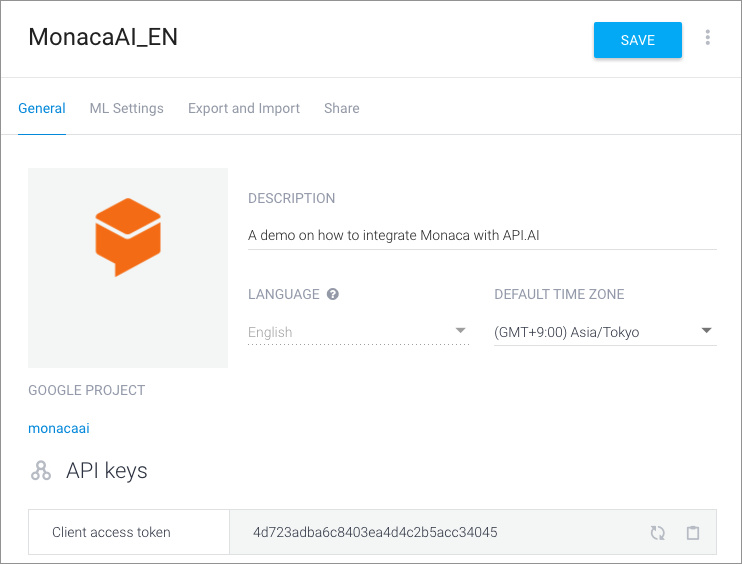 MonacaAI_EN
SAVE
General ML Settings Export and Import Share
DESCRIPTION
A demo on how to integrate Monaca with API.AI
LANGUAGE ? DEFAULT TIME ZONE
English (GMT+9:00) Asia/Tokyo
GOOGLE PROJECT
monacaai
API keys
Client access token 4d723adba6c8403ea4d4c2b5acc34045